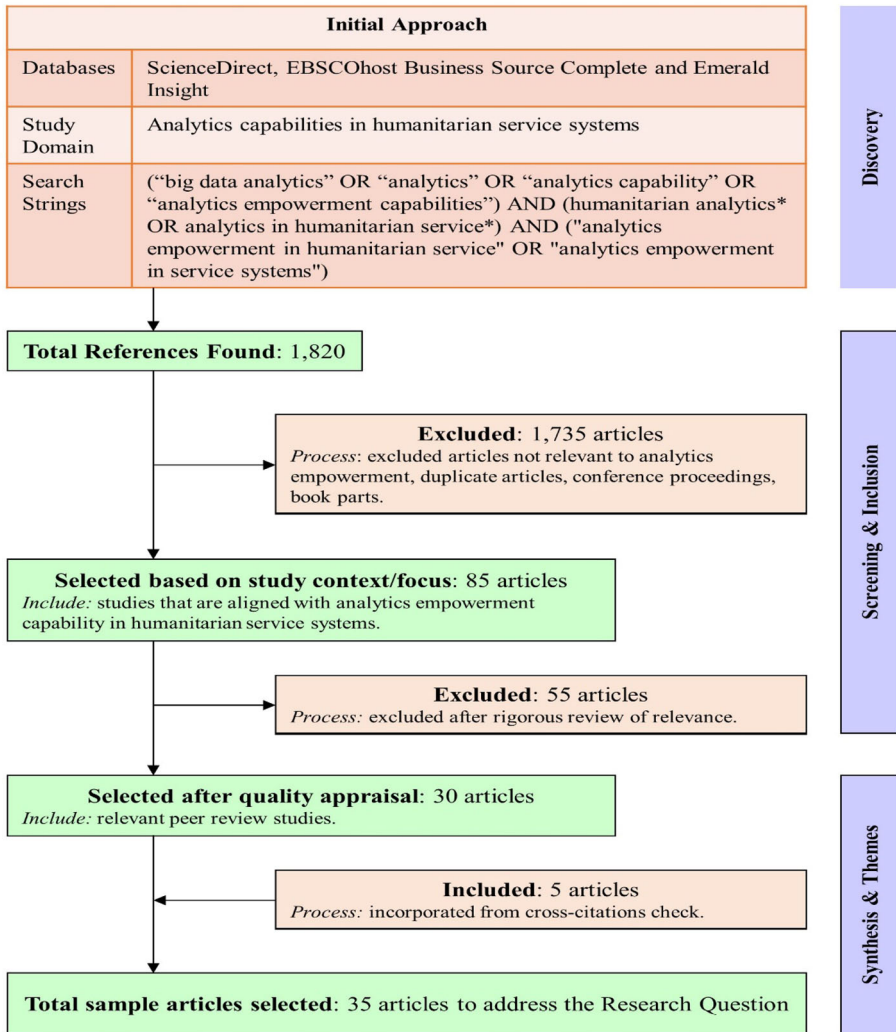 Initial Approach
Databases
ScienceDirect, EBSCOhost Business Source Complete and Emerald
Insight
Study
Domain
Analytics capabilities in humanitarian service systems
Search
Strings
(“big data analytics” OR “analytics” OR “analytics capability” OR
“analytics empowerment capabilities”) AND (humanitarian analytics*
OR analytics in humanitarian service*) AND ("analytics
empowerment in humanitarian service" OR "analytics empowerment
in service systems")
Discovery
Total References Found: 1,820
Excluded: 1,735 articles
Process: excluded articles not relevant to analytics
empowerment, duplicate articles, conference proceedings,
book parts.
Selected based on study context/focus: 85 articles
Include: studies that are aligned with analytics empowerment
capability in humanitarian service systems.
Excluded: 55 articles
Process: excluded after rigorous review of relevance.
Screening & Inclusion
Selected after quality appraisal: 30 articles
Include: relevant peer review studies.
Included: 5 articles
Process: incorporated from cross-citations check.
Total sample articles selected: 35 articles to address the Research Question
Synthesis & Themes